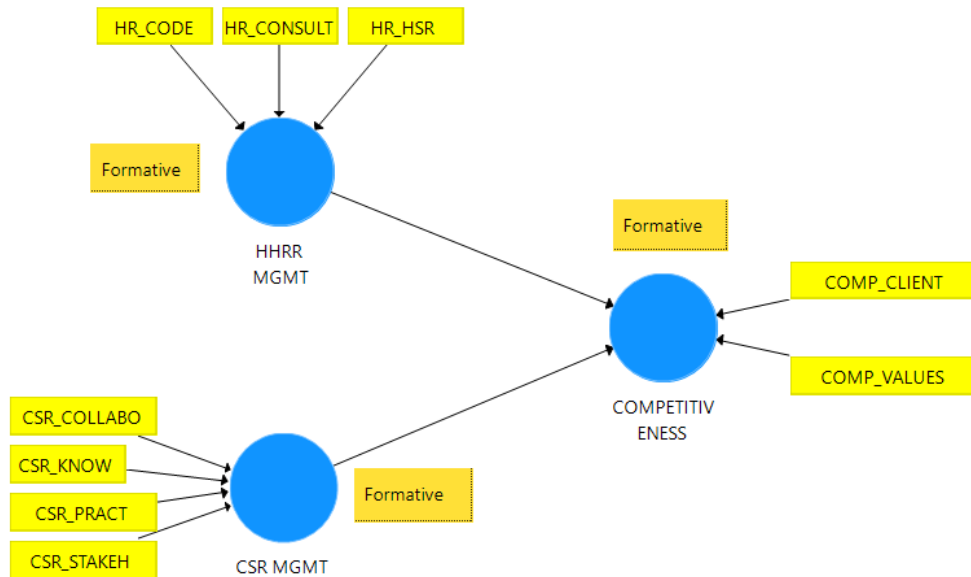 HR_CODE
HR_CONSULT
HR_HSR
Formative
HHRR
MGMT
Formative
COMP_CLIENT
COMP_VALUES
COMPETITIV
ENESS
CSR_COLLABO
CSR_KNOW
CSR_PRACT
CSR_STAKEH
Formative
CSR MGMT